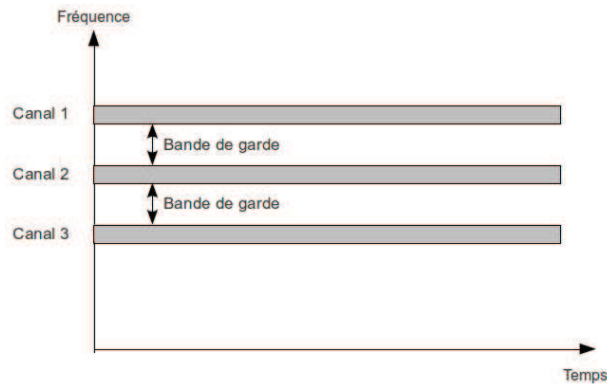 Fréquence
Canal 1
Bande de garde
Canal 2
Bande de garde
Canal 3
Temps